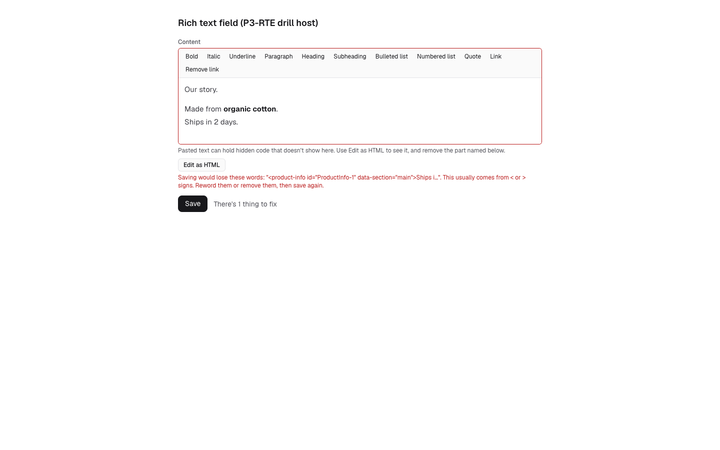 Rich text field (P3-RTE drill host)
Content
Bold Italic Underline Paragraph Heading Subheading Bulleted list Numbered list Quote Link
Remove link
Our story.
Made from organic cotton.
Ships in 2 days.
Pasted text can hold hidden code that doesn't show here. Use Edit as HTML to see it, and remove the part named below.
Edit as HTML
Saving would lose these words: "<product-info id="ProductInfo-1" data-section="main">Ships i…". This usually comes from < or >
signs. Reword them or remove them, then save again.
Save There's 1 thing to fix